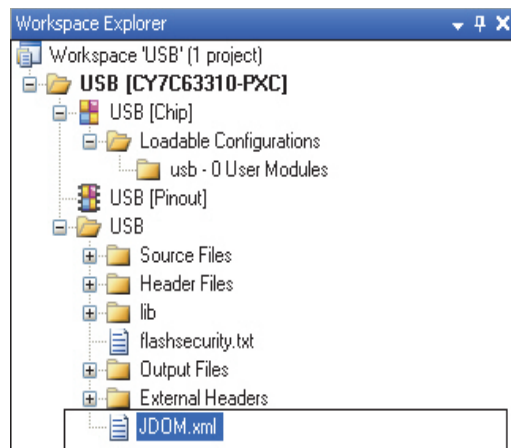 Workspace Explorer
Workspace 'USB' (1 project)
USB [CY7C63310-PXC]
USB [Chip]
Loadable Configurations
usb - 0 User Modules
USB [Pinout]
USB
Source Files
Header Files
lib
flashsecurity.txt
Output Files
External Headers
JDOM.xml